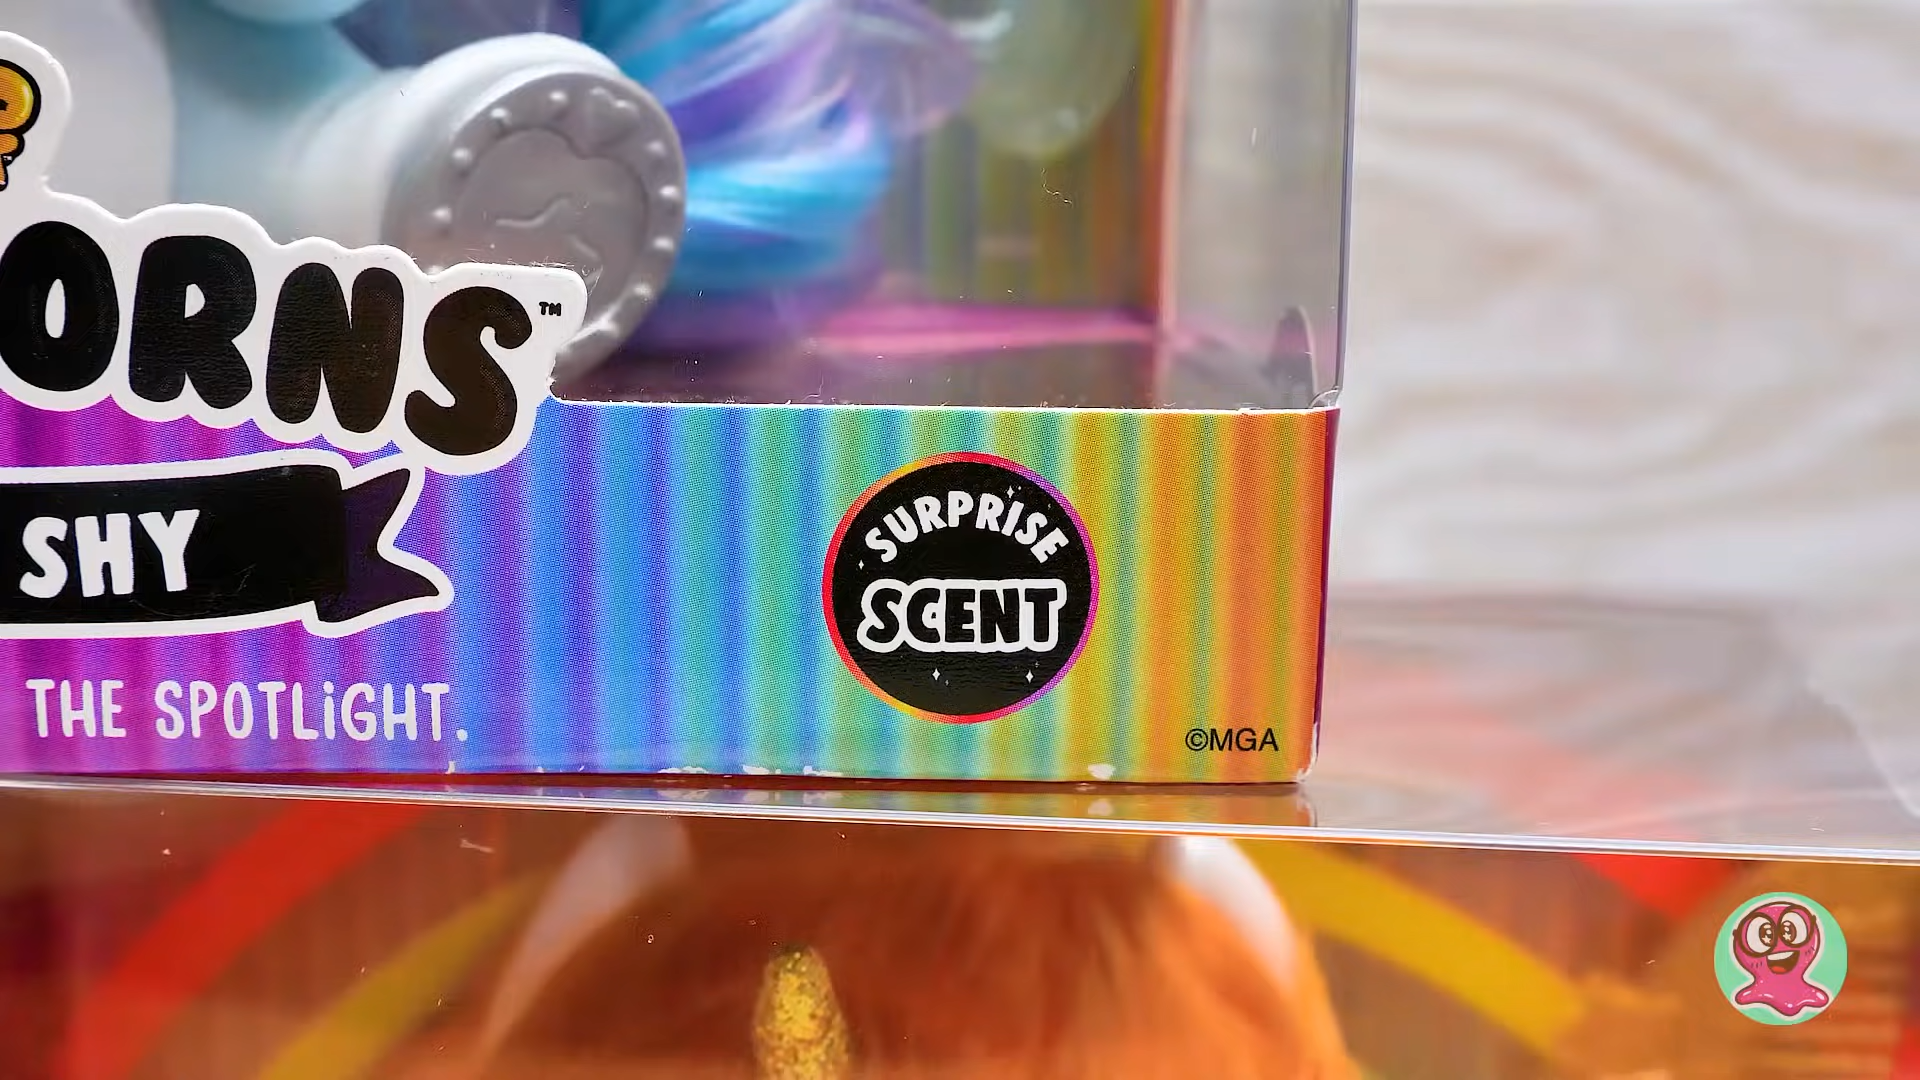 ORNS™
SHY
THE SPOTLiGHT.
SURPRiSE
SCENT
©MGA